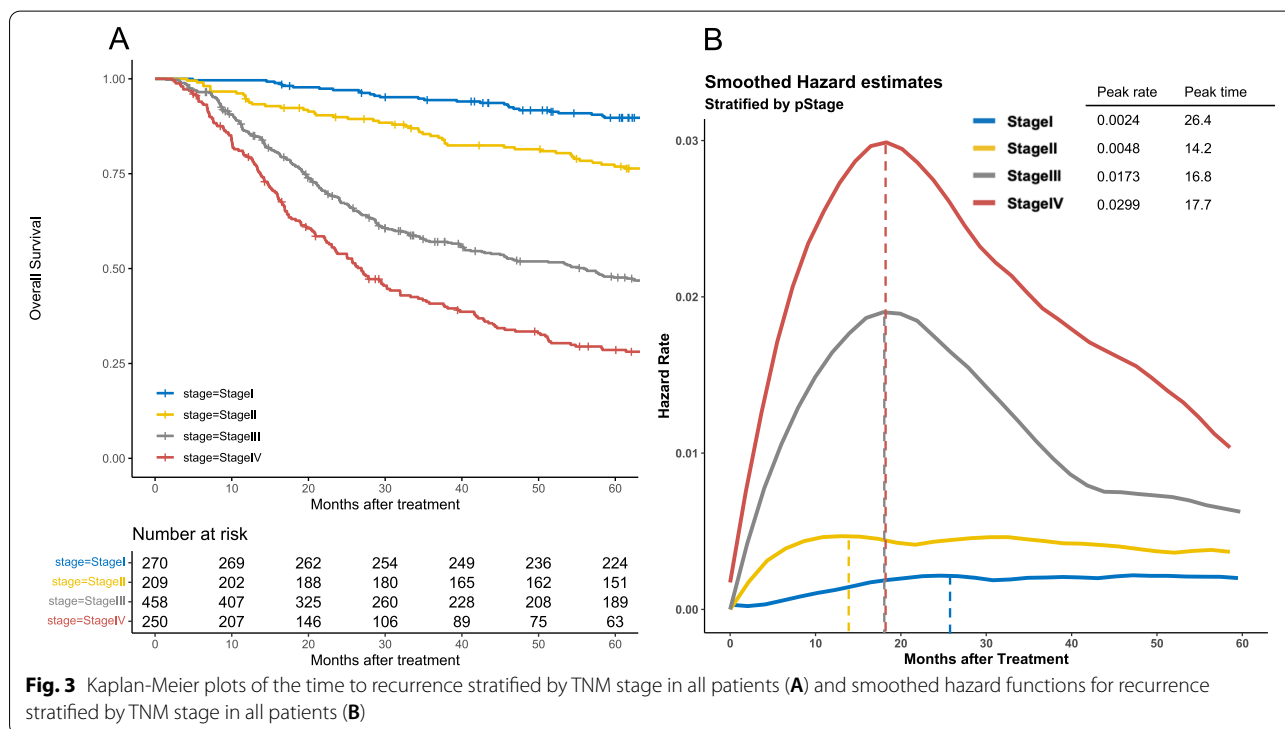 A
1.00
0.75
0.50
0.25
0.00
Overall Survival
stage=StageI
stage=StageII
stage=StageIII
stage=StageIV
0 10 20 30 40 50 60
Months after treatment
Number at risk
stage=StageI 270 269 262 254 249 236 224
stage=StageII 209 202 188 180 165 162 151
stage=StageIII 458 407 325 260 228 208 189
stage=StageIV 250 207 146 106 89 75 63
0 10 20 30 40 50 60
Months after treatment
B
Smoothed Hazard estimates
Stratified by pStage
Peak rate Peak time
StageI 0.0024 26.4
StageII 0.0048 14.2
StageIII 0.0173 16.8
StageIV 0.0299 17.7
0.03
0.02
0.01
0.00
Hazard Rate
0 10 20 30 40 50 60
Months after Treatment
Fig. 3 Kaplan-Meier plots of the time to recurrence stratified by TNM stage in all patients (A) and smoothed hazard functions for recurrence
stratified by TNM stage in all patients (B)